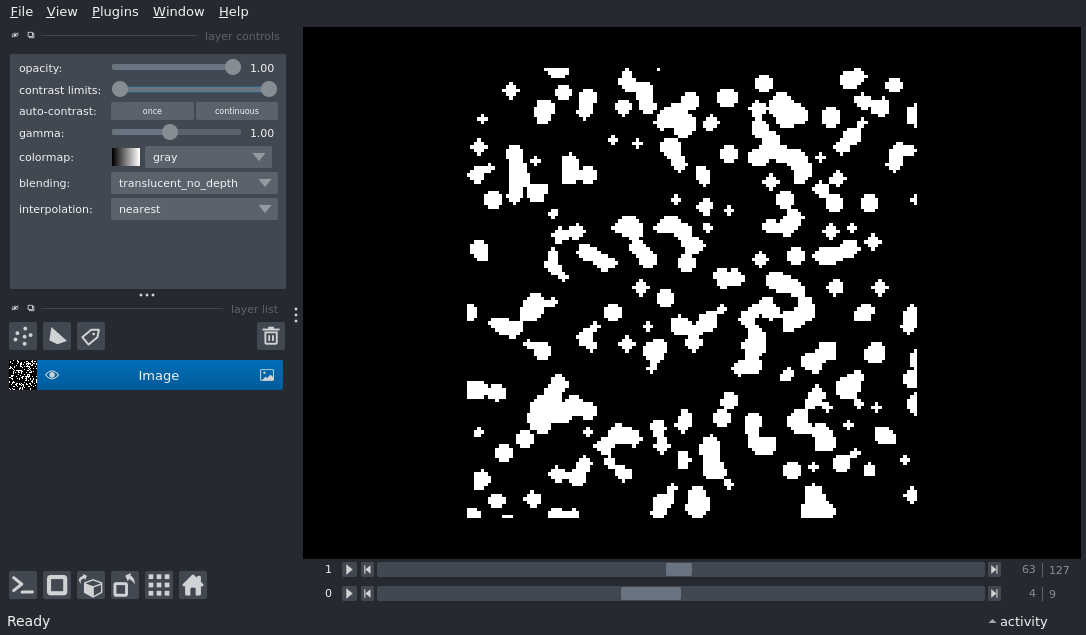 File View Plugins Window Help
layer controls
opacity: 1.00
contrast limits:
auto-contrast: once continuous
gamma: 1.00
colormap: gray
blending: translucent_no_depth
interpolation: nearest
layer list
Image
1 63 127
0 4 9
Ready activity